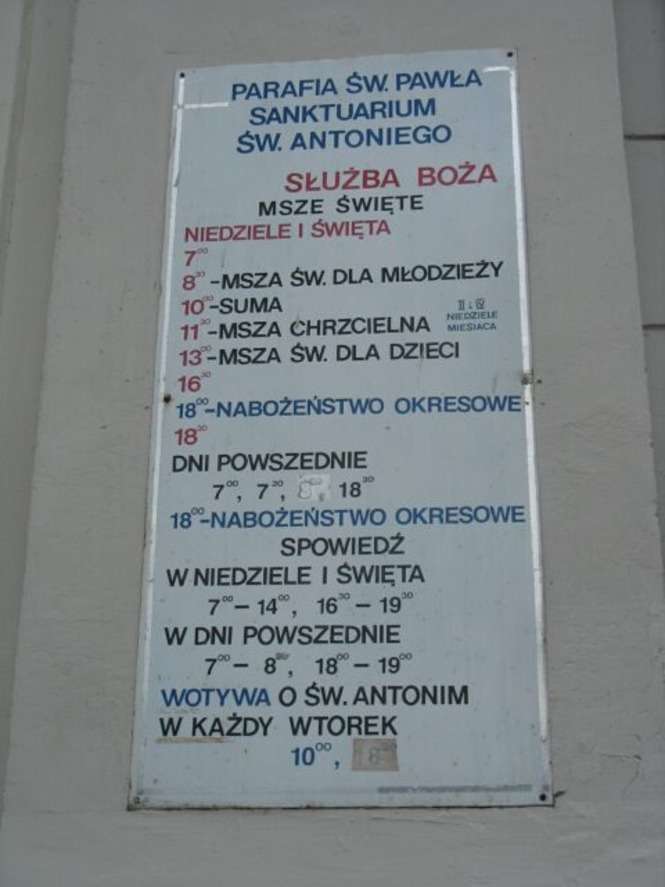 PARAFIA ŚW. PAWŁA
SANKTUARIUM
ŚW. ANTONIEGO
SŁUŻBA BOŻA
MSZE ŚWIĘTE
NIEDZIELE I ŚWIĘTA
7⁰⁰
8³⁰-MSZA ŚW. DLA MŁODZIEŻY
10⁰⁰-SUMA
11³⁰-MSZA CHRZCIELNA
NIEDZIELE
MIESIĄCA
13⁰⁰-MSZA ŚW. DLA DZIECI
16³⁰
18⁰⁰-NABOŻEŃSTWO OKRESOWE
18³⁰
DNI POWSZEDNIE
7⁰⁰, 7³⁰, 18³⁰
18⁰⁰-NABOŻEŃSTWO OKRESOWE
SPOWIEDŹ
W NIEDZIELE I ŚWIĘTA
7⁰⁰ - 14⁰⁰, 16³⁰ - 19³⁰
W DNI POWSZEDNIE
7⁰⁰ - 18⁰⁰ - 19⁰⁰
WOTYWA O ŚW. ANTONIM
W KAŻDY WTOREK
10⁰⁰,